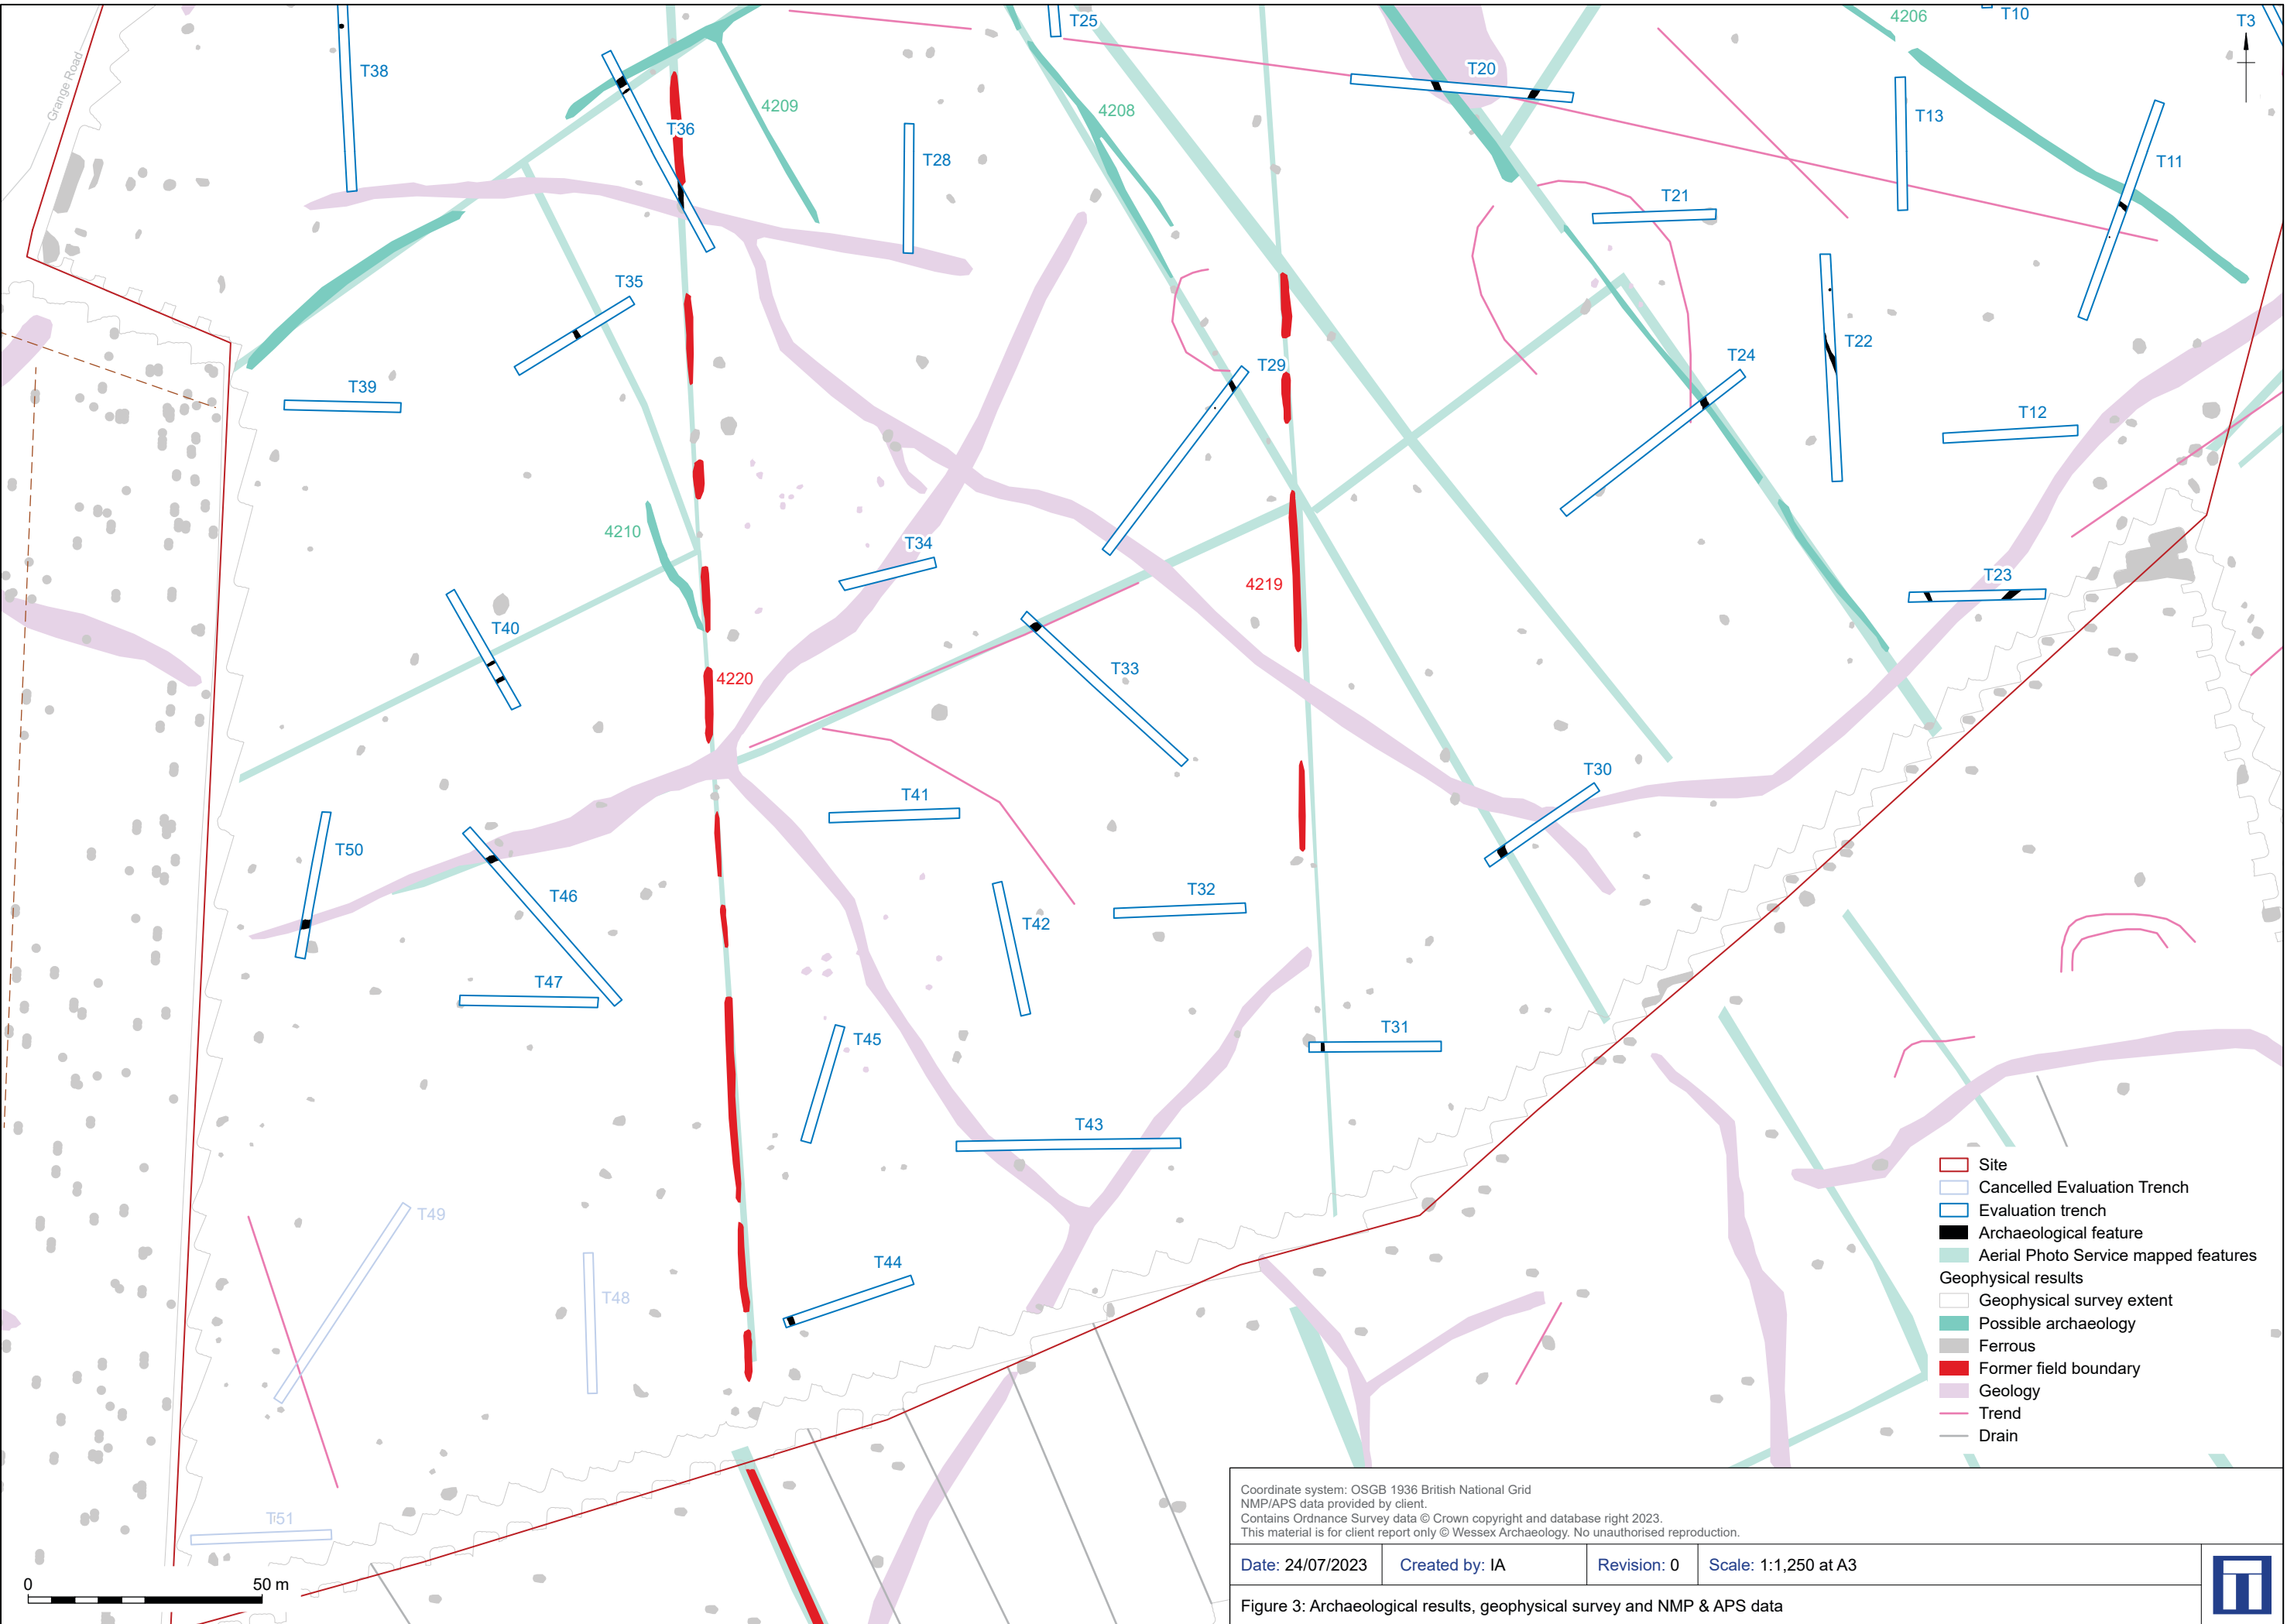 T25
4206
T10
T3
Grange Road
T38
T20
4209
4208
T36
T13
T28
T11
T21
T35
T22
T29
T24
T39
T12
4210
T34
4219
T23
T40
T33
4220
T30
T41
T50
T46
T32
T42
T47
T31
T45
T43
T49
T44
T48
T51
Site
Cancelled Evaluation Trench
Evaluation trench
Archaeological feature
Aerial Photo Service mapped features
Geophysical results
Geophysical survey extent
Possible archaeology
Ferrous
Former field boundary
Geology
Trend
Drain
0 50 m
Coordinate system: OSGB 1936 British National Grid
NMP/APS data provided by client.
Contains Ordnance Survey data © Crown copyright and database right 2023.
This material is for client report only © Wessex Archaeology. No unauthorised reproduction.
Date: 24/07/2023 Created by: IA Revision: 0 Scale: 1:1,250 at A3
Figure 3: Archaeological results, geophysical survey and NMP & APS data